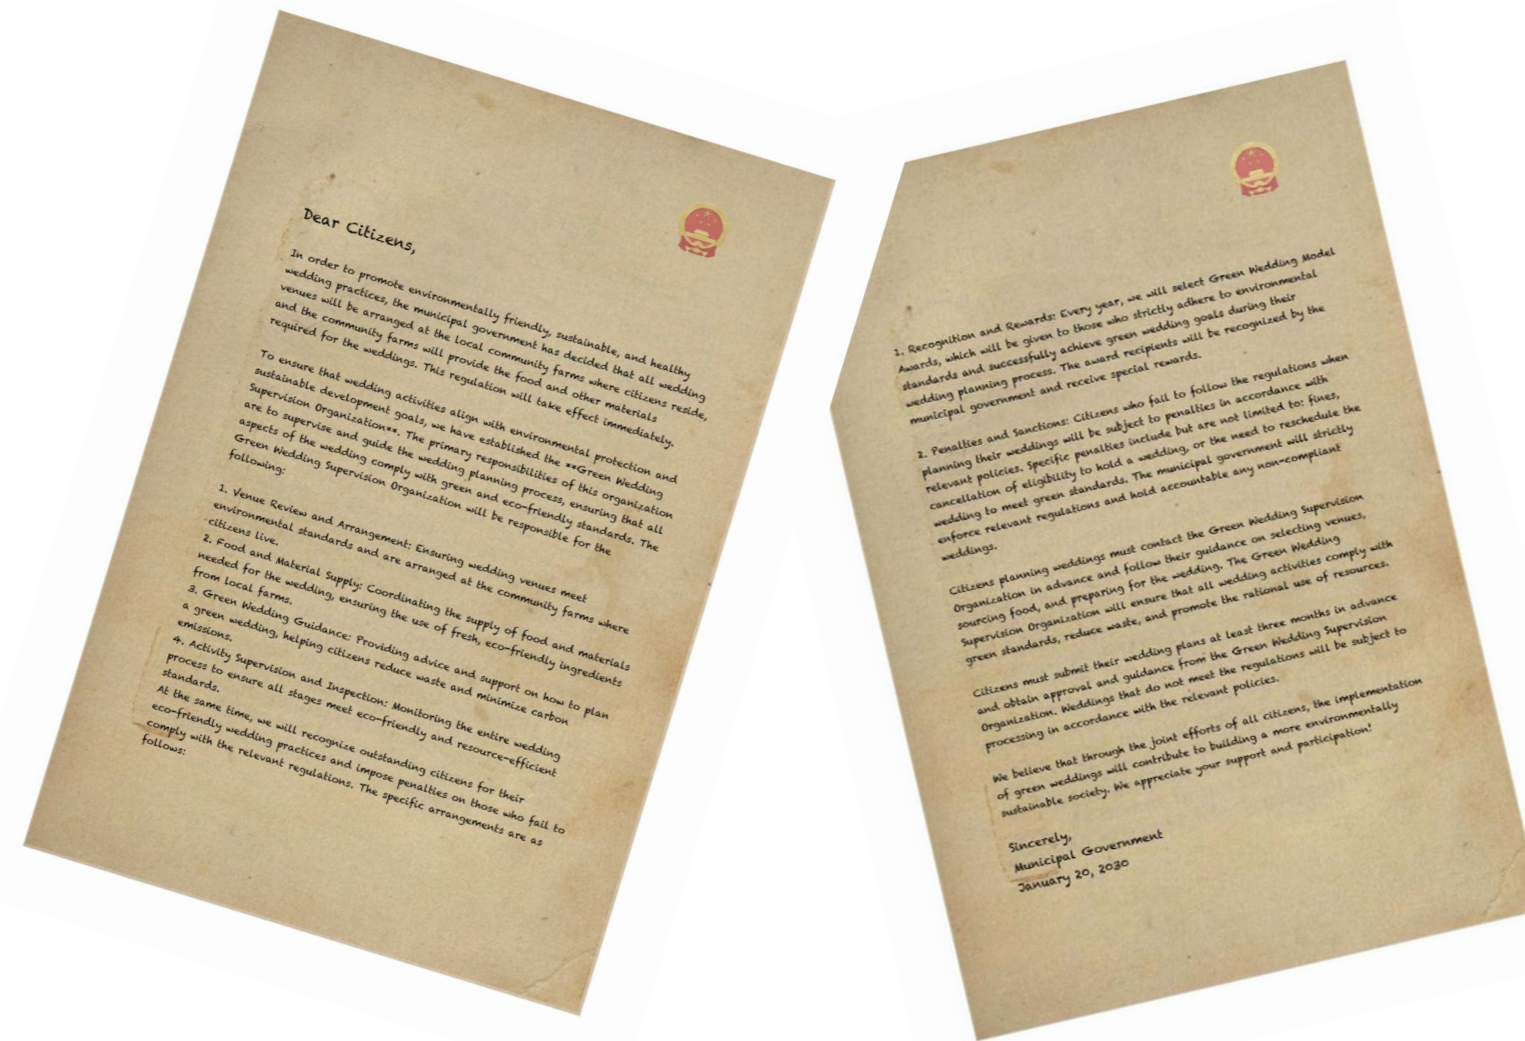 Dear Citizens,
In order to promote environmentally friendly, sustainable, and healthy
wedding practices, the municipal government has decided that all wedding
venues will be arranged at the local community farms where citizens reside,
and the community farms will provide the food and other materials
required for the weddings. This regulation will take effect immediately.
To ensure that wedding activities align with environmental protection and
sustainable development goals, we have established the **Green Wedding
Supervision Organization**. The primary responsibilities of this organization
are to supervise and guide the wedding planning process, ensuring that all
aspects of the wedding comply with green and eco-friendly standards. The
Green Wedding Supervision Organization will be responsible for the
following:
1. Venue Review and Arrangement: Ensuring wedding venues meet
environmental standards and are arranged at the community farms where
citizens live.
2. Food and Material Supply: Coordinating the supply of food and materials
needed for the wedding, ensuring the use of fresh, eco-friendly ingredients
from local farms.
3. Green Wedding Guidance: Providing advice and support on how to plan
a green wedding, helping citizens reduce waste and minimize carbon
emissions.
4. Activity Supervision and Inspection: Monitoring the entire wedding
process to ensure all stages meet eco-friendly and resource-efficient
standards.
At the same time, we will recognize outstanding citizens for their
eco-friendly wedding practices and impose penalties on those who fail to
comply with the relevant regulations. The specific arrangements are as
follows:
1. Recognition and Rewards: Every year, we will select Green Wedding Model
Awards, which will be given to those who strictly adhere to environmental
standards and successfully achieve green wedding goals during their
wedding planning process. The award recipients will be recognized by the
municipal government and receive special rewards.
2. Penalties and Sanctions: Citizens who fail to follow the regulations when
planning their weddings will be subject to penalties in accordance with
relevant policies. Specific penalties include but are not limited to: fines,
cancellation of eligibility to hold a wedding, or the need to reschedule the
wedding to meet green standards. The municipal government will strictly
enforce relevant regulations and hold accountable any non-compliant
weddings.
Citizens planning weddings must contact the Green Wedding Supervision
Organization in advance and follow their guidance on selecting venues,
sourcing food, and preparing for the wedding. The Green Wedding
Supervision Organization will ensure that all wedding activities comply with
green standards, reduce waste, and promote the rational use of resources.
Citizens must submit their wedding plans at least three months in advance
and obtain approval and guidance from the Green Wedding Supervision
Organization. Weddings that do not meet the regulations will be subject to
processing in accordance with the relevant policies.
We believe that through the joint efforts of all citizens, the implementation
of green weddings will contribute to building a more environmentally
sustainable society. We appreciate your support and participation!
Sincerely,
Municipal Government
January 20, 2030